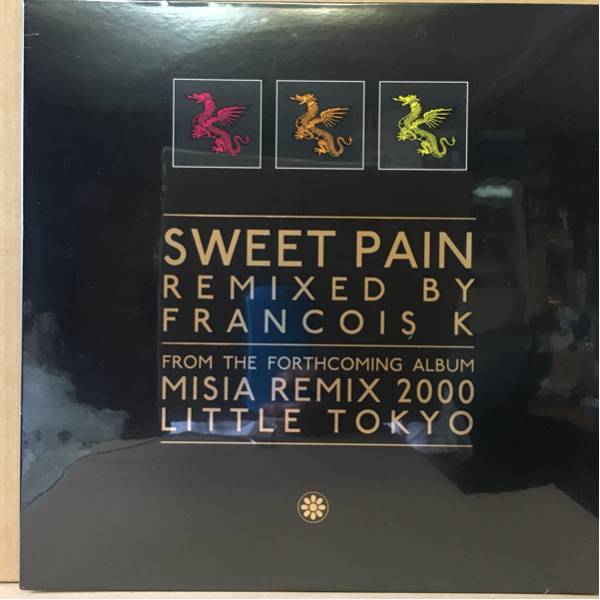 SWEET PAIN
REMIXED BY
FRANCOIS K
FROM THE FORTHCOMING ALBUM
MISIA REMIX 2000
LITTLE TOKYO